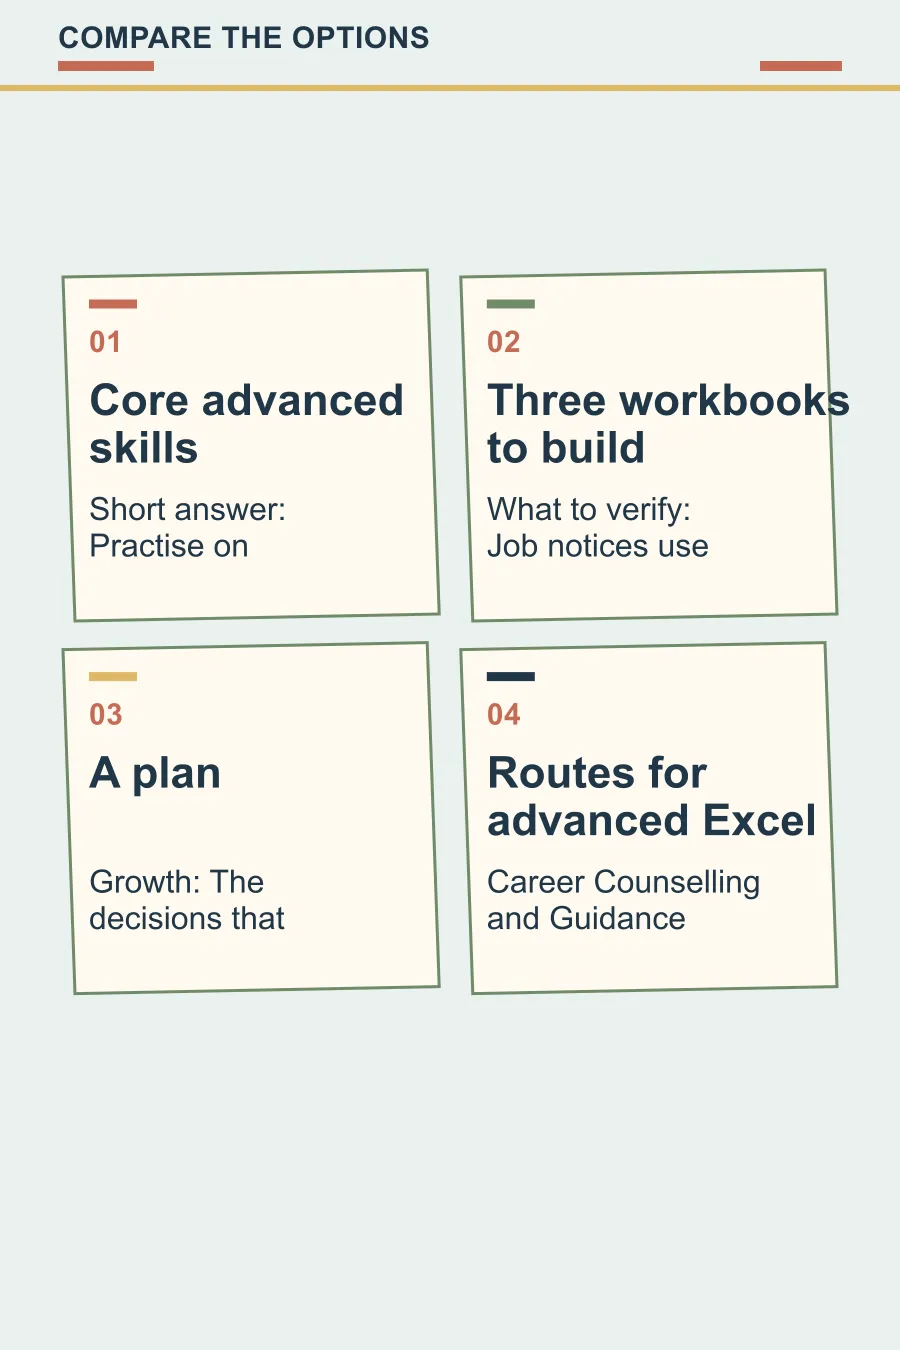 COMPARE THE OPTIONS
01
Core advanced
skills
Short answer:
Practise on
02
Three workbooks
to build
What to verify:
Job notices use
03
A plan
Growth: The
decisions that
04
Routes for
advanced Excel
Career Counselling
and Guidance